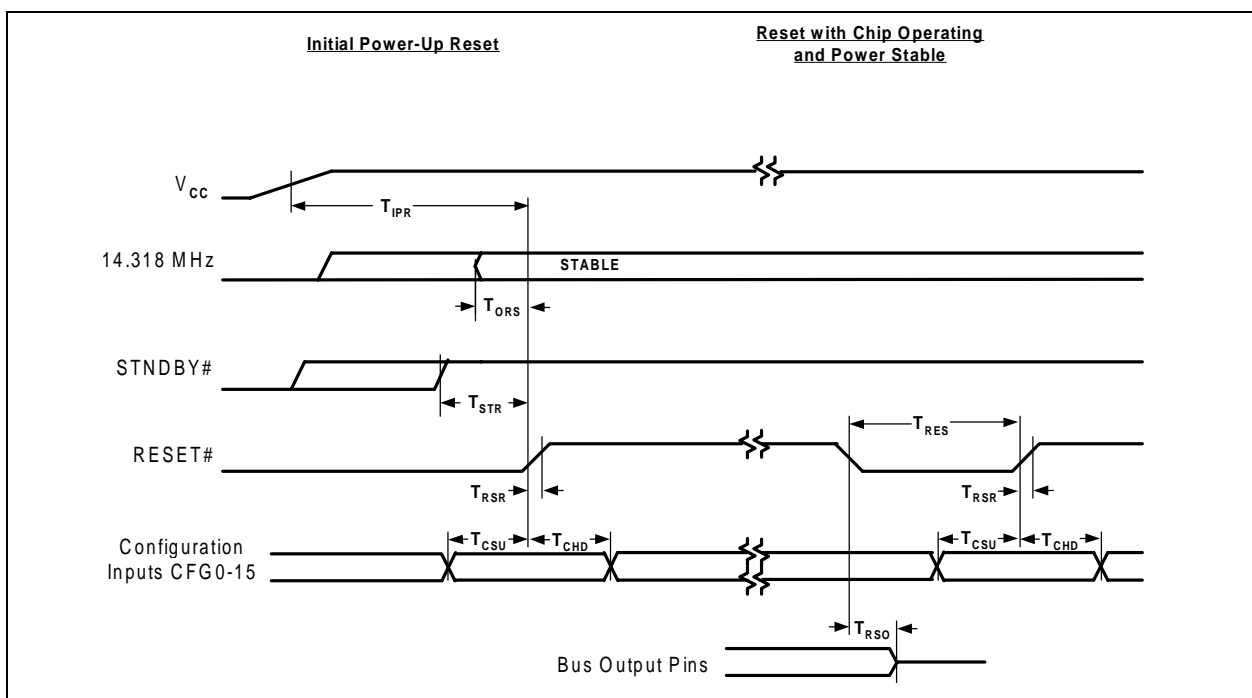 Initial Power-Up Reset
Reset with Chip Operating
and Power Stable
VCC
TIPR
14.318 MHz
STABLE
TORS
STNDBY#
TSTR
TRES
RESET#
TRSR
TRSR
Configuration
Inputs CFG0-15
TCSU
TCHD
TCSU
TCHD
TRSO
Bus Output Pins